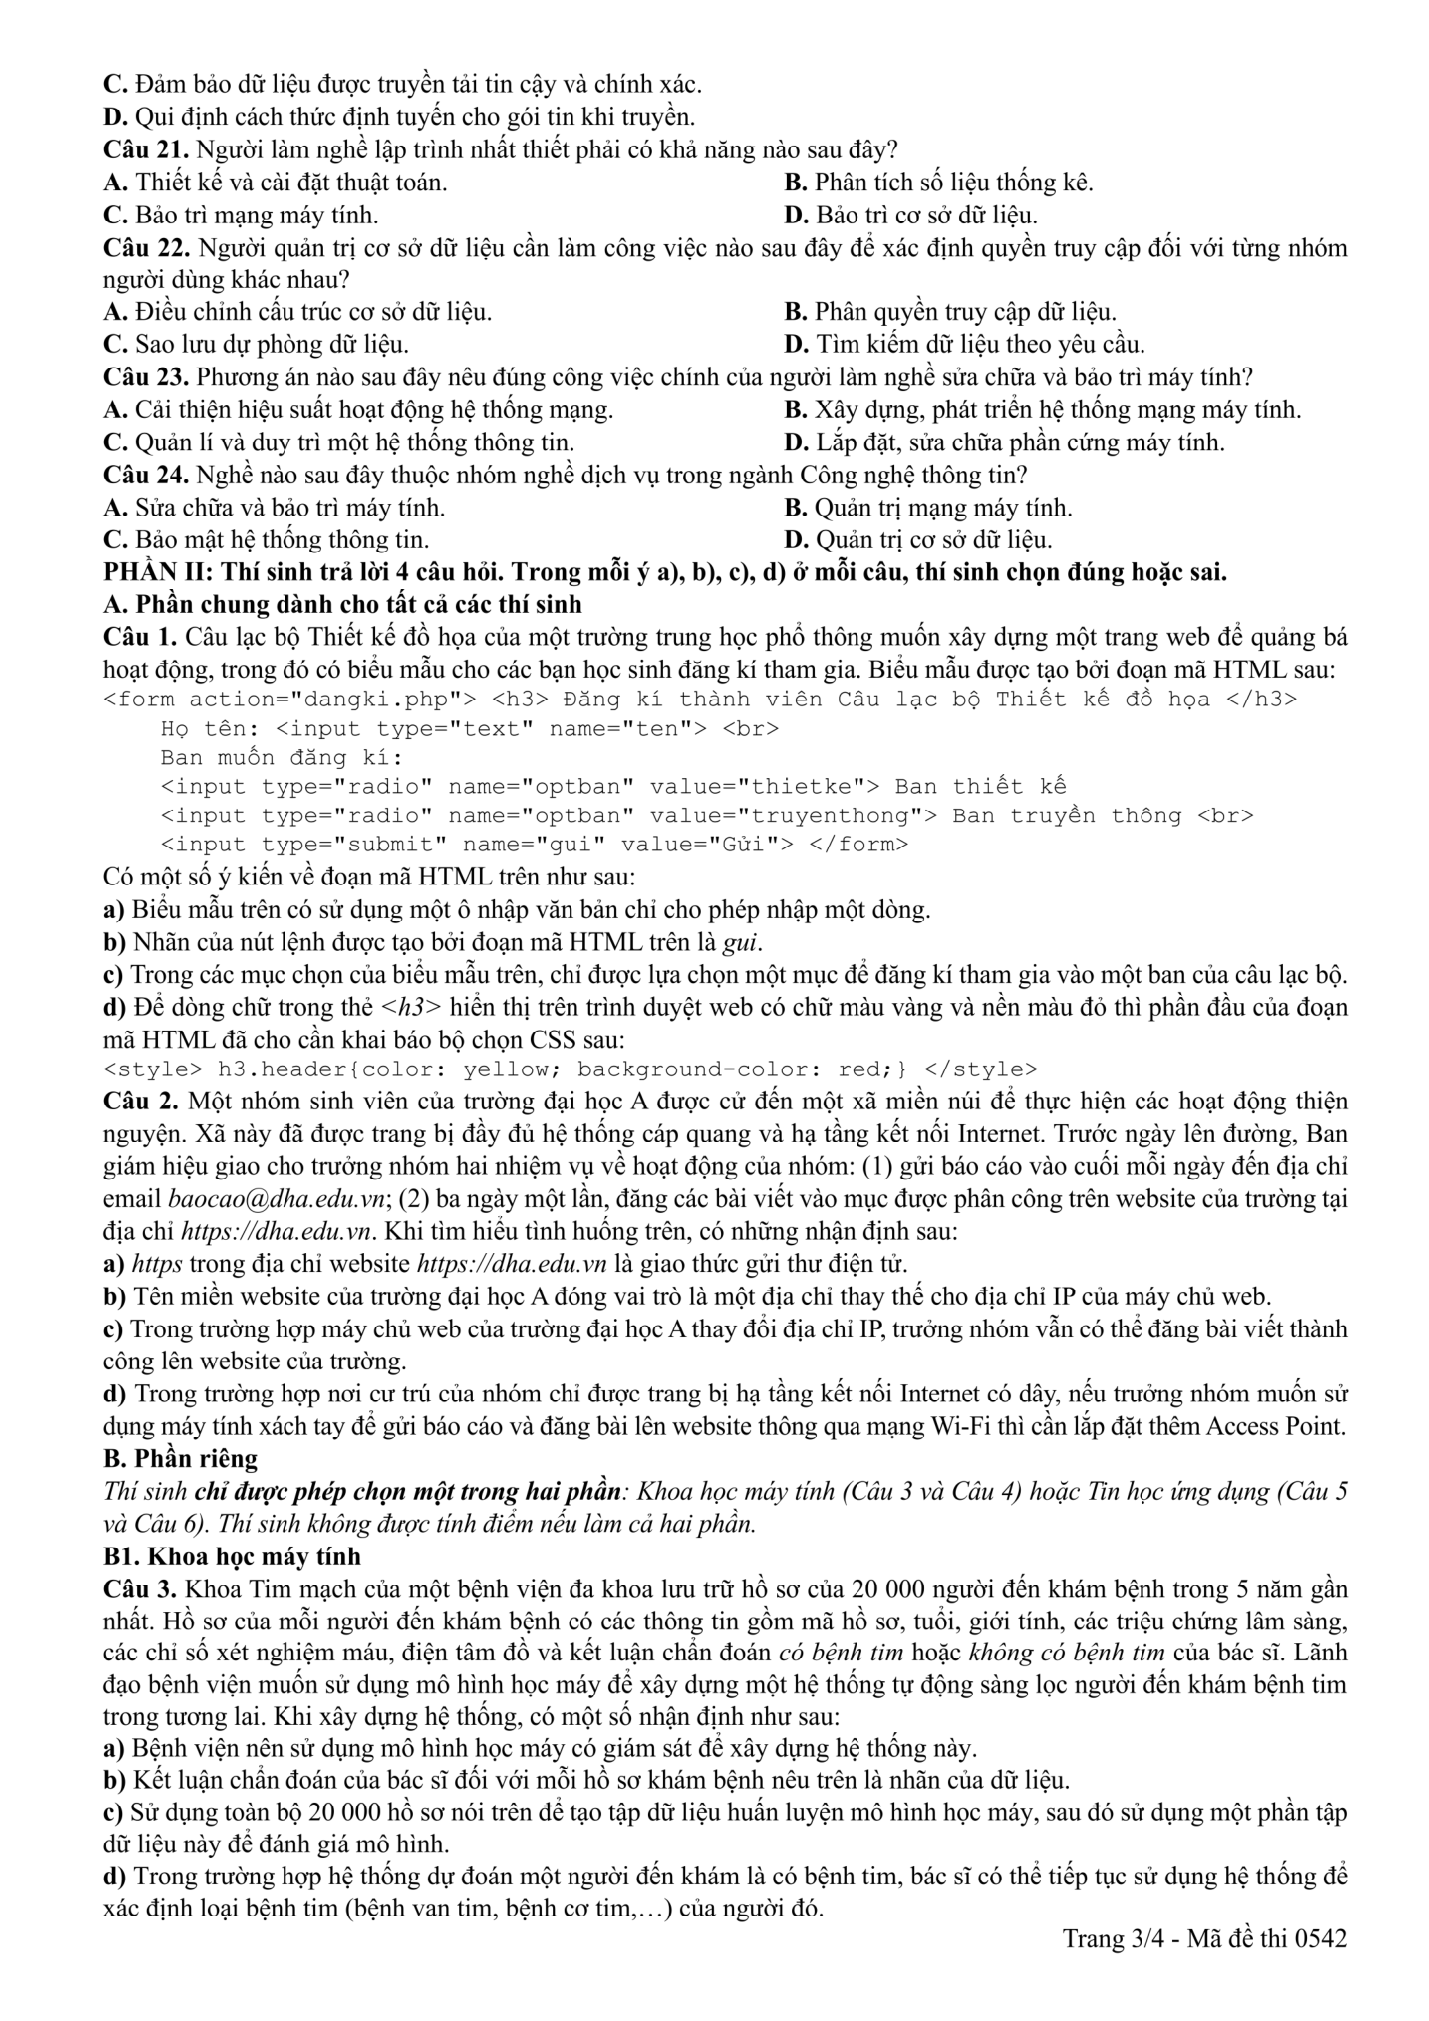 C. Đảm bảo dữ liệu được truyền tải tin cậy và chính xác.
D. Qui định cách thức định tuyến cho gói tin khi truyền.
Câu 21. Người làm nghề lập trình nhất thiết phải có khả năng nào sau đây?
A. Thiết kế và cài đặt thuật toán. B. Phân tích số liệu thống kê.
C. Bảo trì mạng máy tính. D. Bảo trì cơ sở dữ liệu.
Câu 22. Người quản trị cơ sở dữ liệu cần làm công việc nào sau đây để xác định quyền truy cập đối với từng nhóm
người dùng khác nhau?
A. Điều chỉnh cấu trúc cơ sở dữ liệu. B. Phân quyền truy cập dữ liệu.
C. Sao lưu dự phòng dữ liệu. D. Tìm kiếm dữ liệu theo yêu cầu.
Câu 23. Phương án nào sau đây nêu đúng công việc chính của người làm nghề sửa chữa và bảo trì máy tính?
A. Cải thiện hiệu suất hoạt động hệ thống mạng. B. Xây dựng, phát triển hệ thống mạng máy tính.
C. Quản lí và duy trì một hệ thống thông tin. D. Lắp đặt, sửa chữa phần cứng máy tính.
Câu 24. Nghề nào sau đây thuộc nhóm nghề dịch vụ trong ngành Công nghệ thông tin?
A. Sửa chữa và bảo trì máy tính. B. Quản trị mạng máy tính.
C. Bảo mật hệ thống thông tin. D. Quản trị cơ sở dữ liệu.
PHẦN II: Thí sinh trả lời 4 câu hỏi. Trong mỗi ý a), b), c), d) ở mỗi câu, thí sinh chọn đúng hoặc sai.
A. Phần chung dành cho tất cả các thí sinh
Câu 1. Câu lạc bộ Thiết kế đồ họa của một trường trung học phổ thông muốn xây dựng một trang web để quảng bá
hoạt động, trong đó có biểu mẫu cho các bạn học sinh đăng kí tham gia. Biểu mẫu được tạo bởi đoạn mã HTML sau:
<form action="dangki.php"> <h3> Đăng kí thành viên Câu lạc bộ Thiết kế đồ họa </h3>
Họ tên: <input type="text" name="ten"> <br>
Ban muốn đăng kí:
<input type="radio" name="optban" value="thietke"> Ban thiết kế
<input type="radio" name="optban" value="truyenthong"> Ban truyền thông <br>
<input type="submit" name="gui" value="Gửi"> </form>
Có một số ý kiến về đoạn mã HTML trên như sau:
a) Biểu mẫu trên có sử dụng một ô nhập văn bản chỉ cho phép nhập một dòng.
b) Nhãn của nút lệnh được tạo bởi đoạn mã HTML trên là gui.
c) Trong các mục chọn của biểu mẫu trên, chỉ được lựa chọn một mục để đăng kí tham gia vào một ban của câu lạc bộ.
d) Để dòng chữ trong thẻ <h3> hiển thị trên trình duyệt web có chữ màu vàng và nền màu đỏ thì phần đầu của đoạn
mã HTML đã cho cần khai báo bộ chọn CSS sau:
<style> h3.header{color: yellow; background-color: red;} </style>
Câu 2. Một nhóm sinh viên của trường đại học A được cử đến một xã miền núi để thực hiện các hoạt động thiện
nguyện. Xã này đã được trang bị đầy đủ hệ thống cáp quang và hạ tầng kết nối Internet. Trước ngày lên đường, Ban
giám hiệu giao cho trưởng nhóm hai nhiệm vụ về hoạt động của nhóm: (1) gửi báo cáo vào cuối mỗi ngày đến địa chỉ
email baocao@dha.edu.vn; (2) ba ngày một lần, đăng các bài viết vào mục được phân công trên website của trường tại
địa chỉ https://dha.edu.vn. Khi tìm hiểu tình huống trên, có những nhận định sau:
a) https trong địa chỉ website https://dha.edu.vn là giao thức gửi thư điện tử.
b) Tên miền website của trường đại học A đóng vai trò là một địa chỉ thay thế cho địa chỉ IP của máy chủ web.
c) Trong trường hợp máy chủ web của trường đại học A thay đổi địa chỉ IP, trưởng nhóm vẫn có thể đăng bài viết thành
công lên website của trường.
d) Trong trường hợp nơi cư trú của nhóm chỉ được trang bị hạ tầng kết nối Internet có dây, nếu trưởng nhóm muốn sử
dụng máy tính xách tay để gửi báo cáo và đăng bài lên website thông qua mạng Wi-Fi thì cần lắp đặt thêm Access Point.
B. Phần riêng
Thí sinh chỉ được phép chọn một trong hai phần: Khoa học máy tính (Câu 3 và Câu 4) hoặc Tin học ứng dụng (Câu 5
và Câu 6). Thí sinh không được tính điểm nếu làm cả hai phần.
B1. Khoa học máy tính
Câu 3. Khoa Tim mạch của một bệnh viện đa khoa lưu trữ hồ sơ của 20 000 người đến khám bệnh trong 5 năm gần
nhất. Hồ sơ của mỗi người đến khám bệnh có các thông tin gồm mã hồ sơ, tuổi, giới tính, các triệu chứng lâm sàng,
các chỉ số xét nghiệm máu, điện tâm đồ và kết luận chẩn đoán có bệnh tim hoặc không có bệnh tim của bác sĩ. Lãnh
đạo bệnh viện muốn sử dụng mô hình học máy để xây dựng một hệ thống tự động sàng lọc người đến khám bệnh tim
trong tương lai. Khi xây dựng hệ thống, có một số nhận định như sau:
a) Bệnh viện nên sử dụng mô hình học máy có giám sát để xây dựng hệ thống này.
b) Kết luận chẩn đoán của bác sĩ đối với mỗi hồ sơ khám bệnh nêu trên là nhãn của dữ liệu.
c) Sử dụng toàn bộ 20 000 hồ sơ nói trên để tạo tập dữ liệu huấn luyện mô hình học máy, sau đó sử dụng một phần tập
dữ liệu này để đánh giá mô hình.
d) Trong trường hợp hệ thống dự đoán một người đến khám là có bệnh tim, bác sĩ có thể tiếp tục sử dụng hệ thống để
xác định loại bệnh tim (bệnh van tim, bệnh cơ tim,…) của người đó.
Trang 3/4 - Mã đề thi 0542